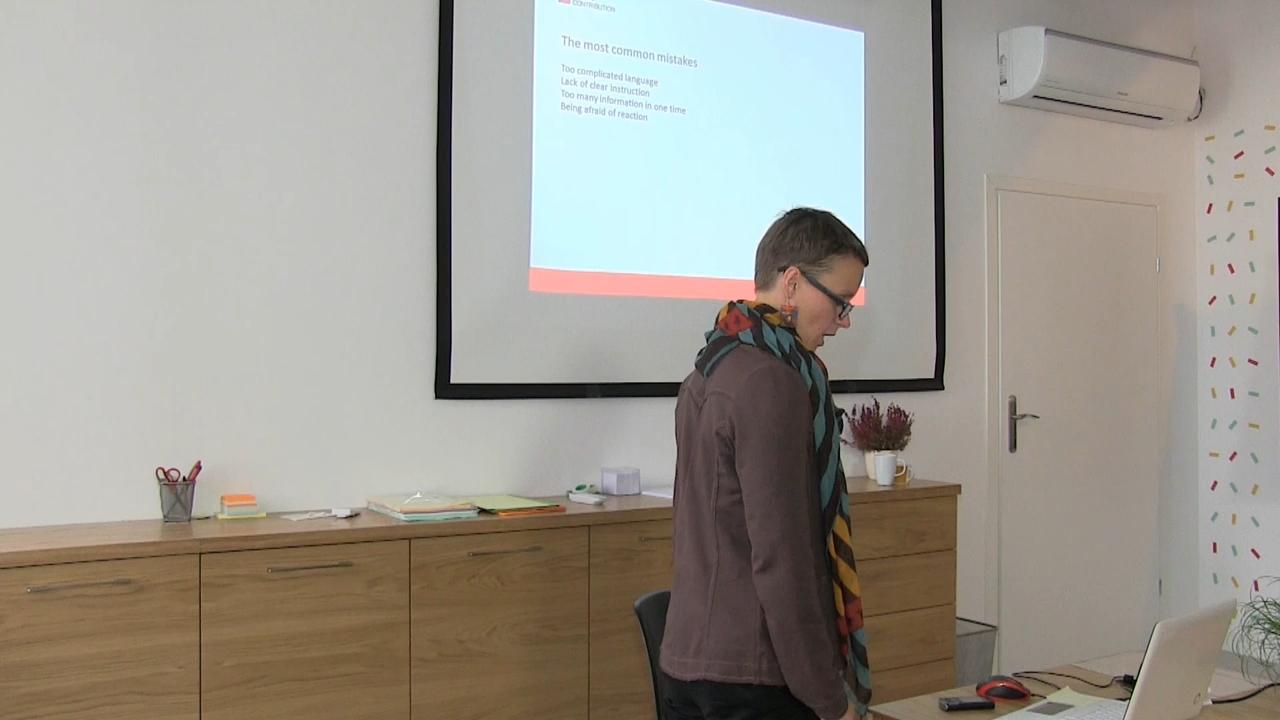 CONTRIBUTION
The most common mistakes
Too complicated language
Lack of clear instruction
Too many information in one time
Being afraid of reaction